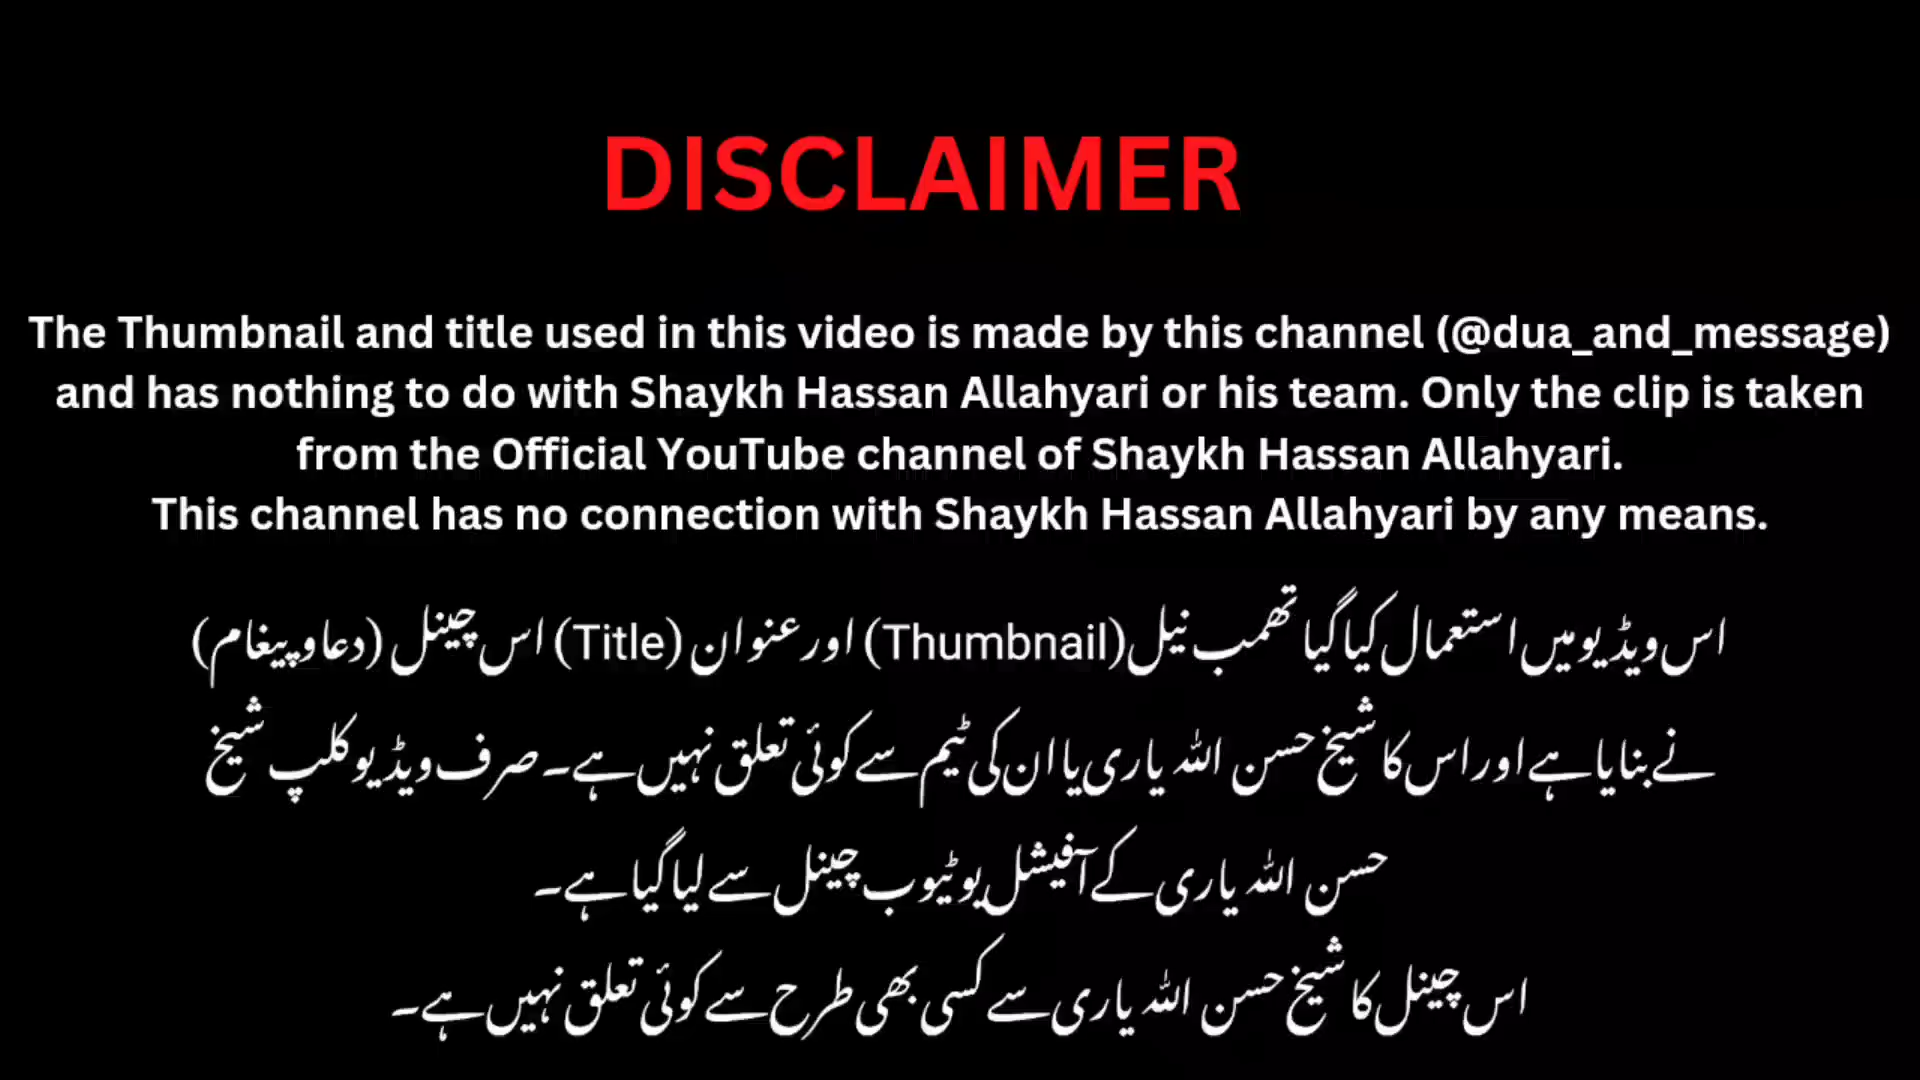 DISCLAIMER
The Thumbnail and title used in this video is made by this channel (@dua_and_message)
and has nothing to do with Shaykh Hassan Allahyari or his team. Only the clip is taken
from the Official YouTube channel of Shaykh Hassan Allahyari.
This channel has no connection with Shaykh Hassan Allahyari by any means.
اس ویڈیو میں استعمال کیا گیا تھمب نیل(Thumbnail) اور عنوان (Title) اس چینل (دعا و پیغام)
نے بنایا ہے اور اس کا شیخ حسن اللہ یاری یا ان کی ٹیم سے کوئی تعلق نہیں ہے۔ صرف ویڈیو کلپ شیخ
حسن اللہ یاری کے آفیشل یوٹیوب چینل سے لیا گیا ہے۔
اس چینل کا شیخ حسن اللہ یاری سے کسی بھی طرح سے کوئی تعلق نہیں ہے۔